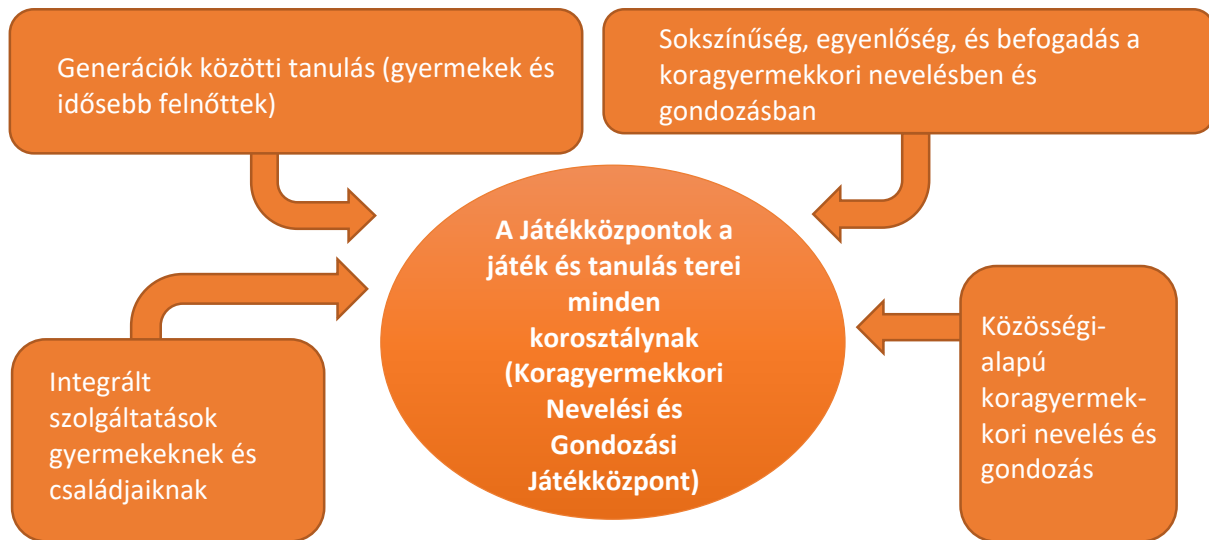 Generációk közötti tanulás (gyermekek és
idősebb felnőttek)
Sokszínűség, egyenlőség, és befogadás a
koragyermekkori nevelésben és
gondozásban
A Játékközpontok a
játék és tanulás terei
minden
korosztálynak
(Koragyermekkori
Nevelési és
Gondozási
Játékközpont)
Integrált
szolgáltatások
gyermekeknek és
családjaiknak
Közösségi-
alapú
koragyermek-
kori nevelés és
gondozás